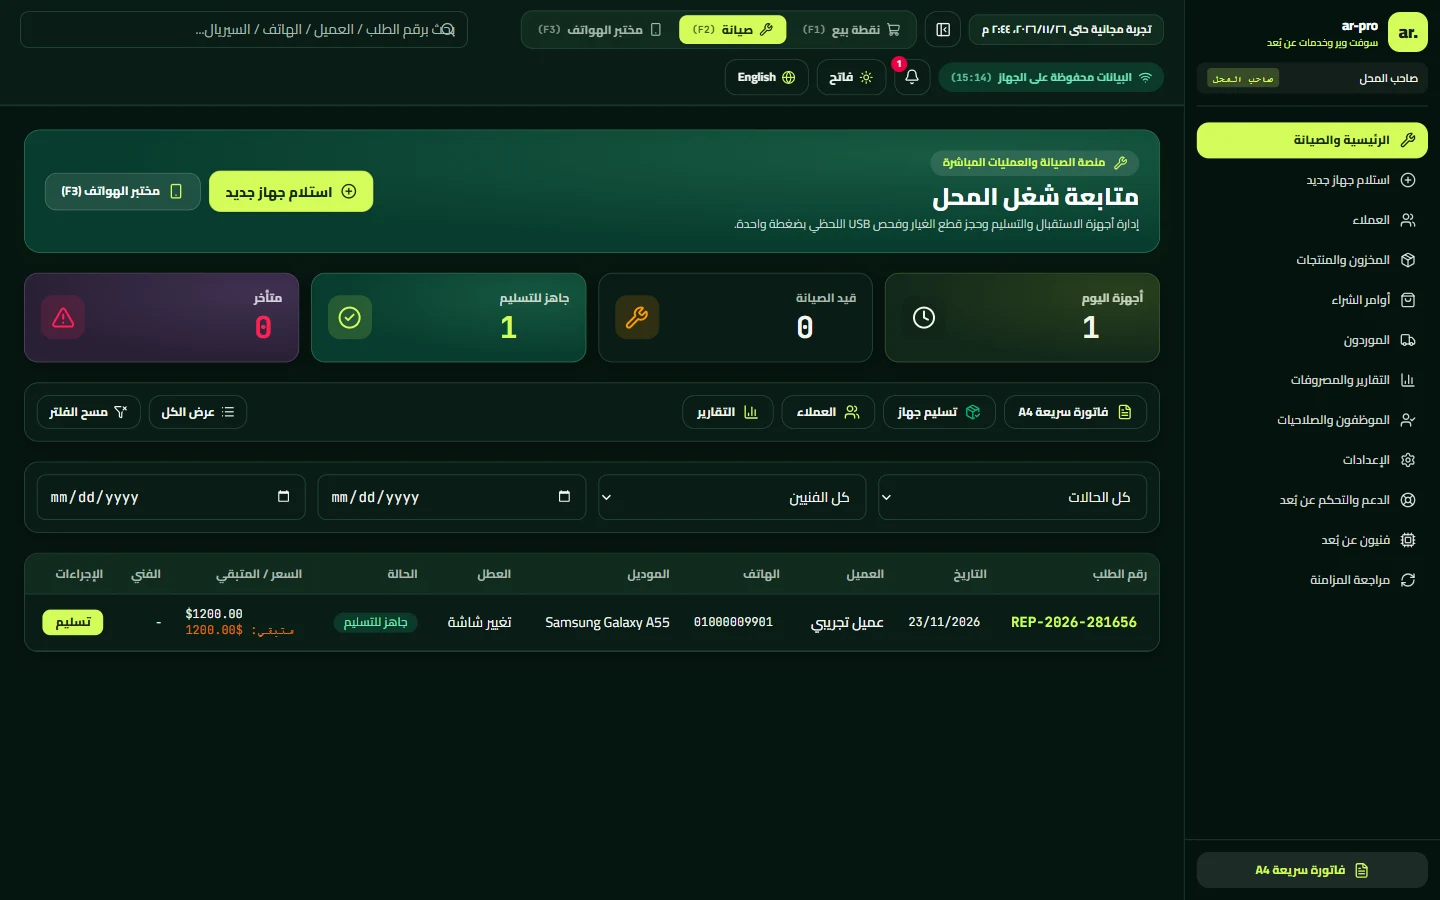 ar.
ar-pro
سوفت وير وخدمات عن بُعد
صاحب المحل
صاحب المحل
الرئيسية والصيانة
استلام جهاز جديد
العملاء
المخزون والمنتجات
أوامر الشراء
الموردون
التقارير والمصروفات
الموظفون والصلاحيات
الإعدادات
الدعم والتحكم عن بُعد
فنيون عن بُعد
مراجعة المزامنة
فاتورة سريعة A4
تجربة مجانية حتى ٢٠٢٦/١١/٢٦، ٢:٤٤ م
نقطة بيع (F1)
صيانة (F2)
مختبر الهواتف (F3)
برقم الطلب / العميل / الهاتف / السيريال...
البيانات محفوظة على الجهاز (15:14)
1
فاتح
English
منصة الصيانة والعمليات المباشرة
متابعة شغل المحل
إدارة أجهزة الاستقبال والتسليم وحجز قطع الغيار وفحص USB اللحظي بضغطة واحدة.
استلام جهاز جديد
مختبر الهواتف (F3)
أجهزة اليوم
1
قيد الصيانة
0
جاهز للتسليم
1
متأخر
0
فاتورة سريعة A4
تسليم جهاز
العملاء
التقارير
عرض الكل
مسح الفلتر
كل الحالات
كل الفنيين
mm/dd/yyyy
mm/dd/yyyy
رقم الطلب التاريخ العميل الهاتف الموديل العطل الحالة السعر / المتبقي الفني الإجراءات
REP-2026-281656 23/11/2026 عميل تجريبي 01000009901 Samsung Galaxy A55 تغيير شاشة جاهز للتسليم $1200.00 - تسليم
متبقي: $1200.00